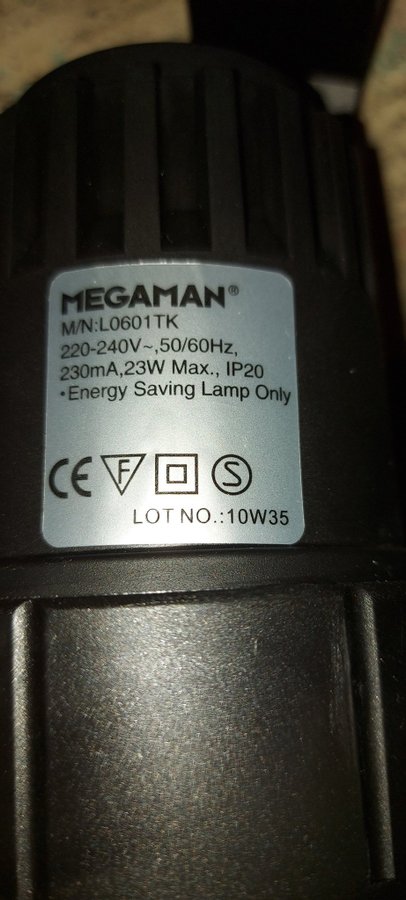 MEGAMAN®
M/N:L0601TK
220-240V~,50/60Hz,
230mA,23W Max., IP20
•Energy Saving Lamp Only
CE F S
LOT NO.:10W35